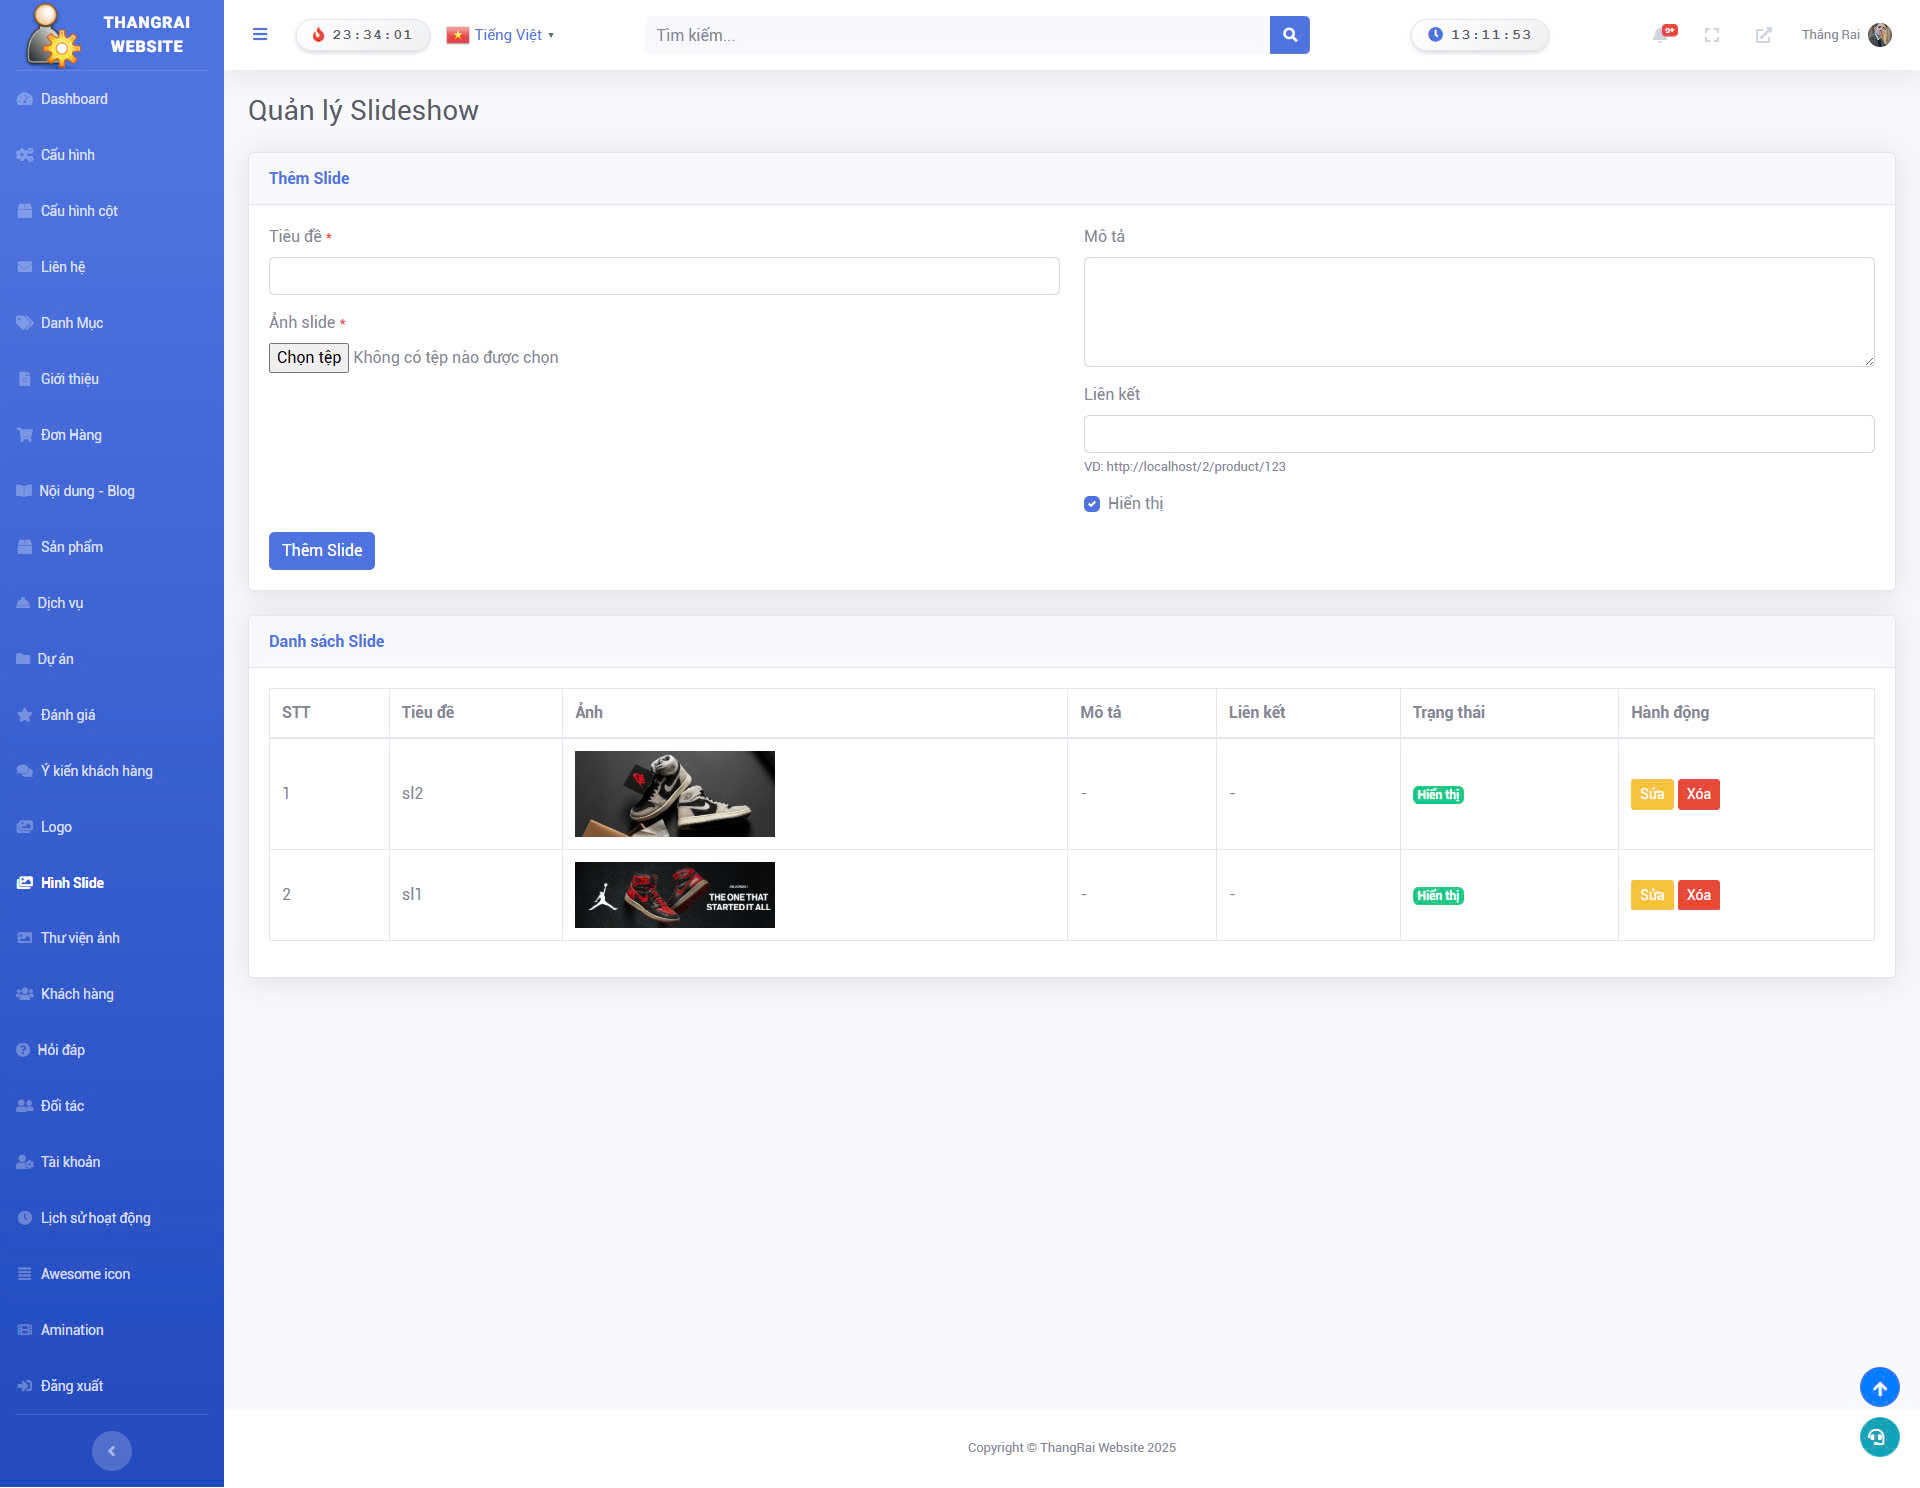 THANGRAI
WEBSITE
Dashboard
Cấu hình
Cấu hình cột
Liên hệ
Danh Mục
Giới thiệu
Đơn Hàng
Nội dung - Blog
Sản phẩm
Dịch vụ
Dự án
Đánh giá
Ý kiến khách hàng
Logo
Hình Slide
Thư viện ảnh
Khách hàng
Hỏi đáp
Đối tác
Tài khoản
Lịch sử hoạt động
Awesome icon
Amination
Đăng xuất
23:34:01
Tiếng Việt
Tìm kiếm...
13:11:53
9+
Thắng Rai
Quản lý Slideshow
Thêm Slide
Tiêu đề *
Ảnh slide *
Chọn tệp Không có tệp nào được chọn
Mô tả
Liên kết
VD: http://localhost/2/product/123
Hiển thị
Thêm Slide
Danh sách Slide
STT Tiêu đề Ảnh Mô tả Liên kết Trạng thái Hành động
1 sl2 - - Hiển thị Sửa Xóa
2 sl1 - - Hiển thị Sửa Xóa
THE ONE THAT
STARTED IT ALL
Copyright © ThangRai Website 2025